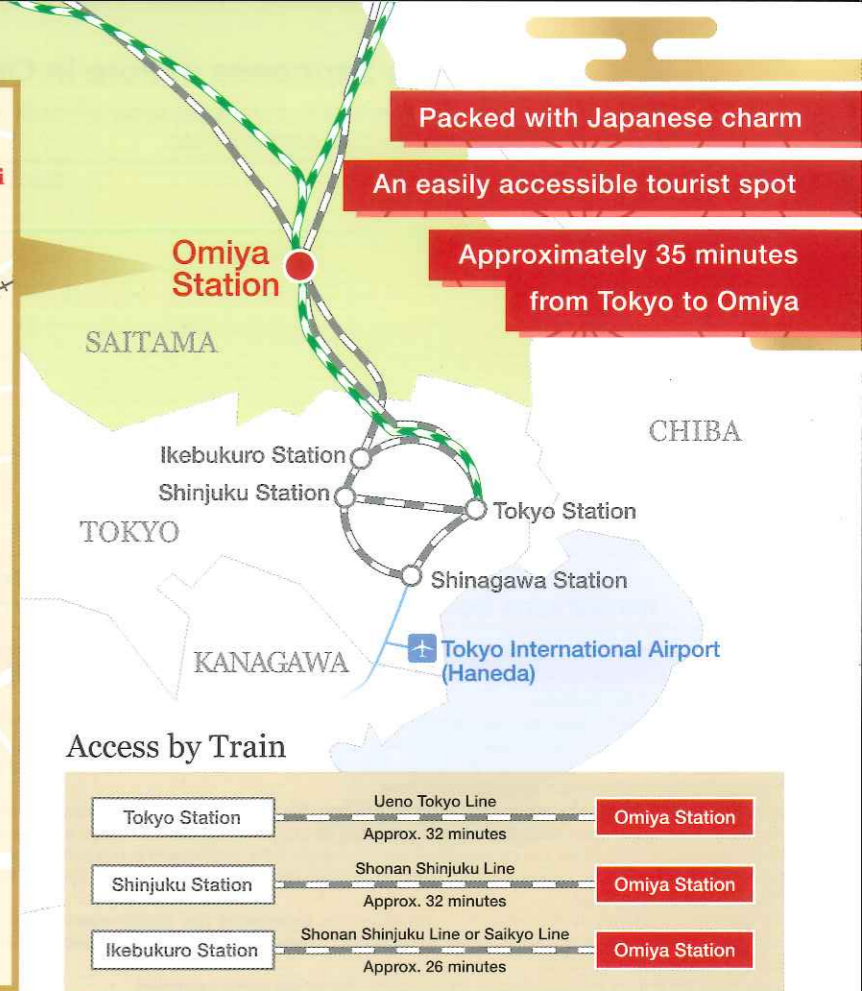 Packed with Japanese charm
An easily accessible tourist spot
Approximately 35 minutes
from Tokyo to Omiya
Omiya
Station
SAITAMA
CHIBA
Ikebukuro Station
Shinjuku Station
Tokyo Station
TOKYO
Shinagawa Station
KANAGAWA
Tokyo International Airport
(Haneda)
Access by Train
Tokyo Station
Ueno Tokyo Line
Approx. 32 minutes
Omiya Station
Shinjuku Station
Shonan Shinjuku Line
Approx. 32 minutes
Omiya Station
Ikebukuro Station
Shonan Shinjuku Line or Saikyo Line
Approx. 26 minutes
Omiya Station